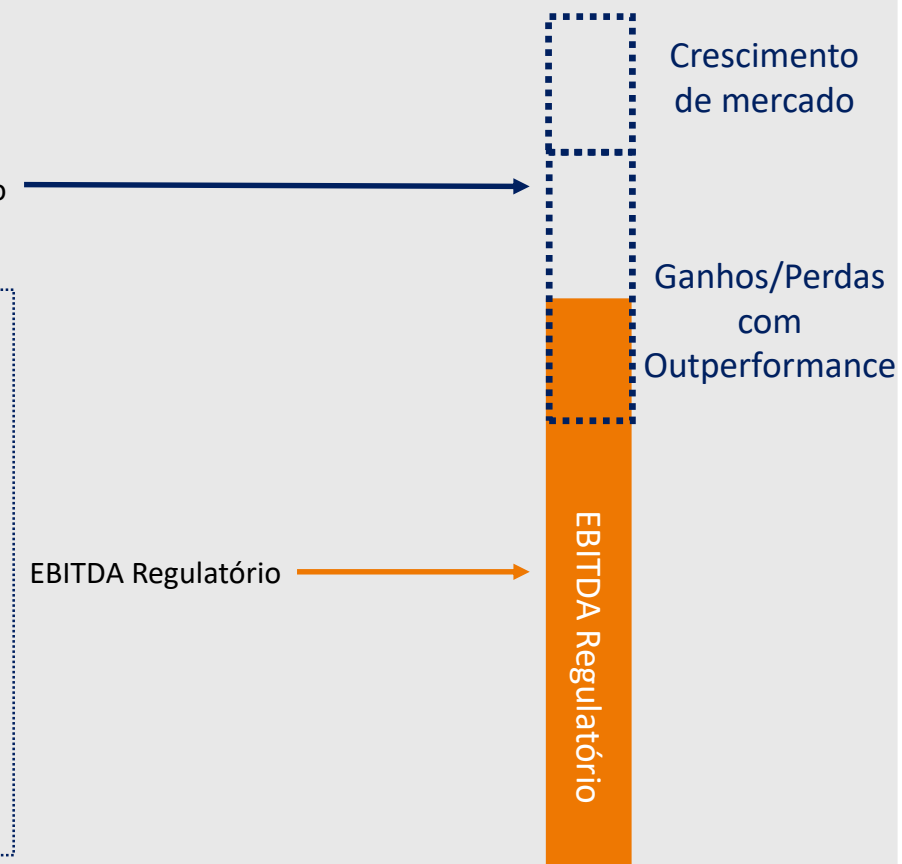 Crescimento
de mercado
Ganhos/Perdas
com
Outperformance
EBITDA Regulatório
EBITDA Regulatório